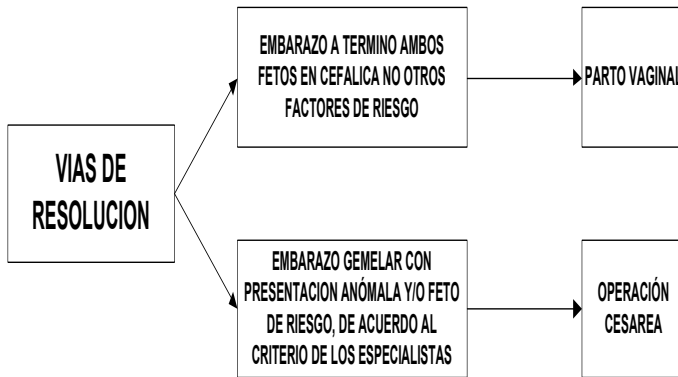 VIAS DE
RESOLUCION
EMBARAZO A TERMINO AMBOS
FETOS EN CEFALICA NO OTROS
FACTORES DE RIESGO
PARTO VAGINAL
EMBARAZO GEMELAR CON
PRESENTACION ANÓMALA Y/O FETO
DE RIESGO, DE ACUERDO AL
CRITERIO DE LOS ESPECIALISTAS
OPERACIÓN
CESAREA